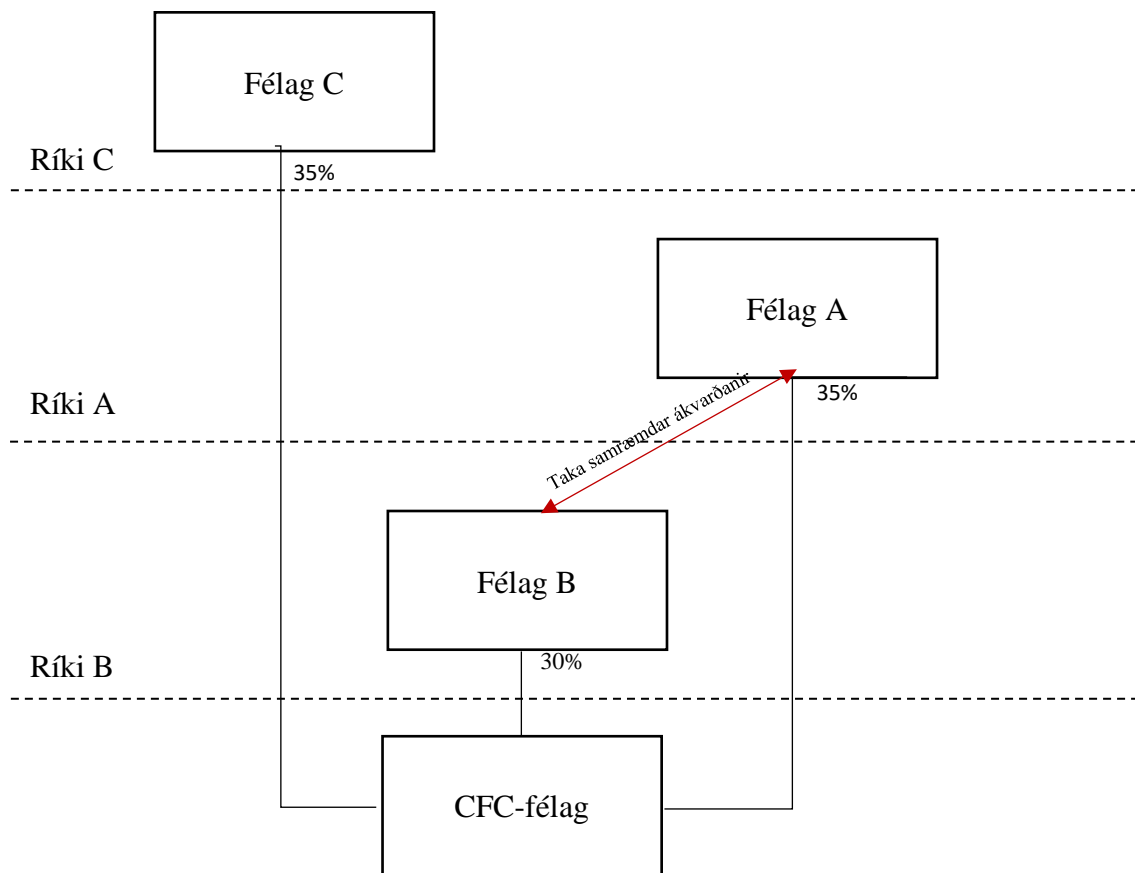 Félag C
Ríki C
35%
Félag A
Ríki A
35%
Taka samræmdar ákvarðanir
Félag B
Ríki B
30%
CFC-félag